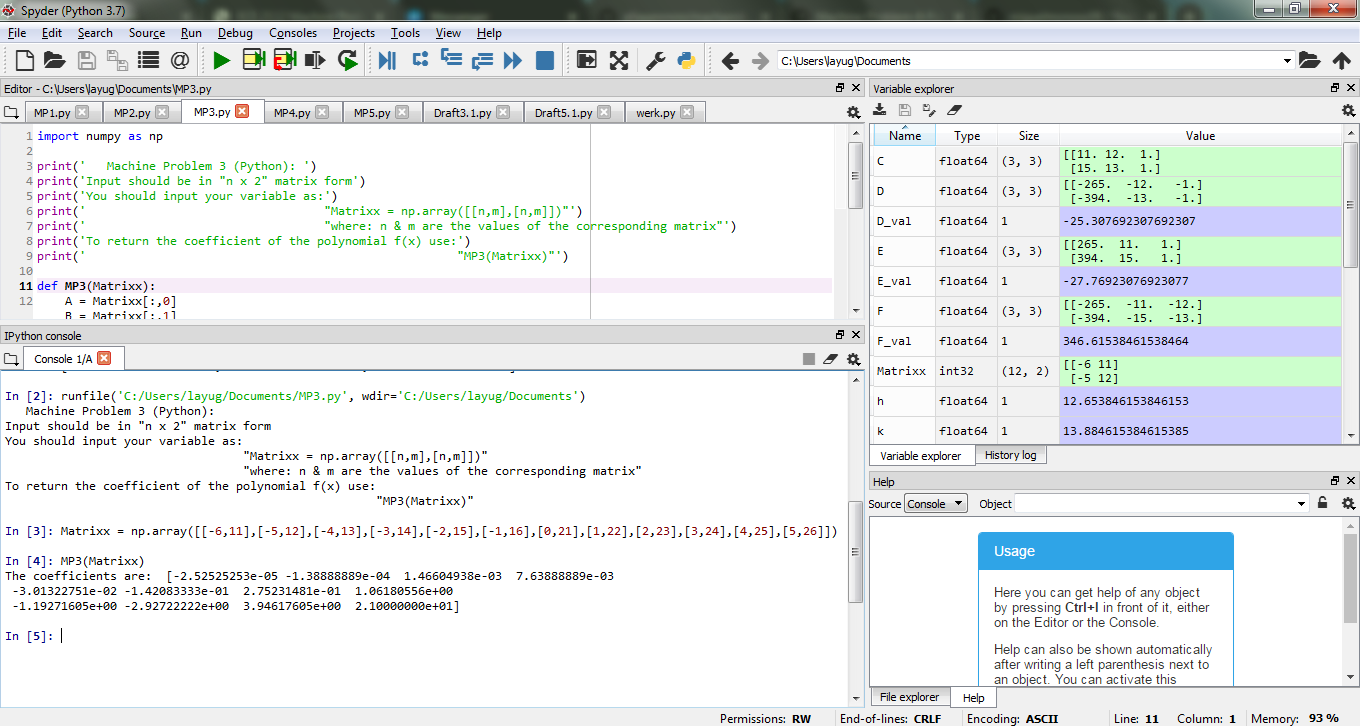 Spyder (Python 3.7)
File Edit Search Source Run Debug Consoles Projects Tools View Help
C:\Users\layug\Documents
Editor - C:\Users\layug\Documents\MP3.py
MP1.py MP2.py MP3.py MP4.py MP5.py Draft3.1.py Draft5.1.py werk.py
1 import numpy as np
2
3 print('   Machine Problem 3 (Python): ')
4 print('Input should be in "n x 2" matrix form')
5 print('You should input your variable as:')
6 print('                                  "Matrixx = np.array([[n,m],[n,m]])"')
7 print('                                  "where: n & m are the values of the corresponding matrix"')
8 print('To return the coefficient of the polynomial f(x) use:')
9 print('                                                     "MP3(Matrixx)"')
10
11 def MP3(Matrixx):
12     A = Matrixx[:,0]
B = Matrixx[:,1]
IPython console
Console 1/A
In [2]: runfile('C:/Users/layug/Documents/MP3.py', wdir='C:/Users/layug/Documents')
   Machine Problem 3 (Python):
Input should be in "n x 2" matrix form
You should input your variable as:
                                  "Matrixx = np.array([[n,m],[n,m]])"
                                  "where: n & m are the values of the corresponding matrix"
To return the coefficient of the polynomial f(x) use:
                                                     "MP3(Matrixx)"
In [3]: Matrixx = np.array([[-6,11],[-5,12],[-4,13],[-3,14],[-2,15],[-1,16],[0,21],[1,22],[2,23],[3,24],[4,25],[5,26]])
In [4]: MP3(Matrixx)
The coefficients are:  [-2.52525253e-05 -1.38888889e-04  1.46604938e-03  7.63888889e-03
 -3.01322751e-02 -1.42083333e-01  2.75231481e-01  1.06180556e+00
 -1.19271605e+00 -2.92722222e+00  3.94617605e+00  2.10000000e+01]
In [5]:
Variable explorer
Name Type Size Value
C float64 (3, 3) [[11. 12.  1.]
 [15. 13.  1.]
D float64 (3, 3) [[-265.  -12.   -1.]
 [-394.  -13.   -1.]
D_val float64 1 -25.307692307692307
E float64 (3, 3) [[265.  11.   1.]
 [394.  15.   1.]
E_val float64 1 -27.76923076923077
F float64 (3, 3) [[-265.  -11.  -12.]
 [-394.  -15.  -13.]
F_val float64 1 346.61538461538464
Matrixx int32 (12, 2) [[-6 11]
 [-5 12]
h float64 1 12.653846153846153
k float64 1 13.884615384615385
Variable explorer History log
Help
Source Console Object
Usage
Here you can get help of any object
by pressing Ctrl+I in front of it, either
on the Editor or the Console.
Help can also be shown automatically
after writing a left parenthesis next to
an object. You can activate this
File explorer Help
Permissions: RW End-of-lines: CRLF Encoding: ASCII Line: 11 Column: 1 Memory: 93 %